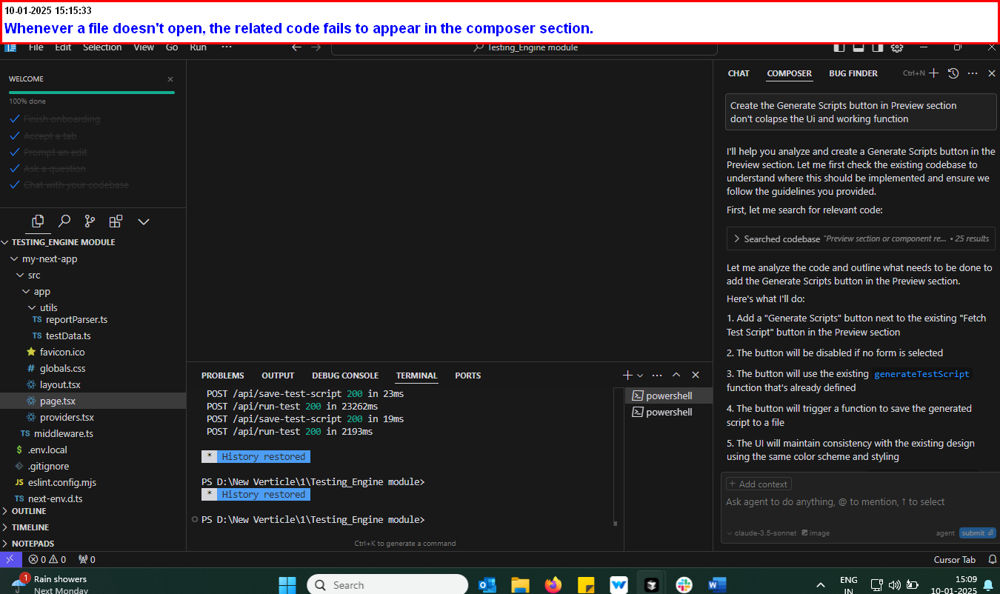 10-01-2025 15:15:33
Whenever a file doesn't open, the related code fails to appear in the composer section.
File Edit Selection View Go Run ···
Testing_Engine module
WELCOME
100% done
Finish onboarding
Accept a tab
Prompt an edit
Ask a question
Chat with your codebase
TESTING_ENGINE MODULE
my-next-app
src
app
utils
TS reportParser.ts
TS testData.ts
favicon.ico
# globals.css
layout.tsx
page.tsx
providers.tsx
TS middleware.ts
$ .env.local
.gitignore
JS eslint.config.mjs
TS next-env.d.ts
OUTLINE
TIMELINE
NOTEPADS
PROBLEMS OUTPUT DEBUG CONSOLE TERMINAL PORTS
POST /api/save-test-script 200 in 23ms
POST /api/run-test 200 in 23262ms
POST /api/save-test-script 200 in 19ms
POST /api/run-test 200 in 2193ms
* History restored
PS D:\New Verticle\1\Testing_Engine module>
* History restored
PS D:\New Verticle\1\Testing_Engine module>
Ctrl+K to generate a command
powershell
powershell
CHAT COMPOSER BUG FINDER Ctrl+N
Create the Generate Scripts button in Preview section
don't colapse the Ui and working function
I'll help you analyze and create a Generate Scripts button in the
Preview section. Let me first check the existing codebase to
understand where this should be implemented and ensure we
follow the guidelines you provided.
First, let me search for relevant code:
Searched codebase "Preview section or component re... • 25 results
Let me analyze the code and outline what needs to be done to
add the Generate Scripts button in the Preview section.
Here's what I'll do:
1. Add a "Generate Scripts" button next to the existing "Fetch
Test Script" button in the Preview section
2. The button will be disabled if no form is selected
3. The button will use the existing generateTestScript
function that's already defined
4. The button will trigger a function to save the generated
script to a file
5. The UI will maintain consistency with the existing design
using the same color scheme and styling
+ Add context
Ask agent to do anything, @ to mention, ↑ to select
claude-3.5-sonnet image agent submit
0 0 0
Cursor Tab
1
Rain showers
Next Monday
Search
W
ENG
IN
15:09
10-01-2025